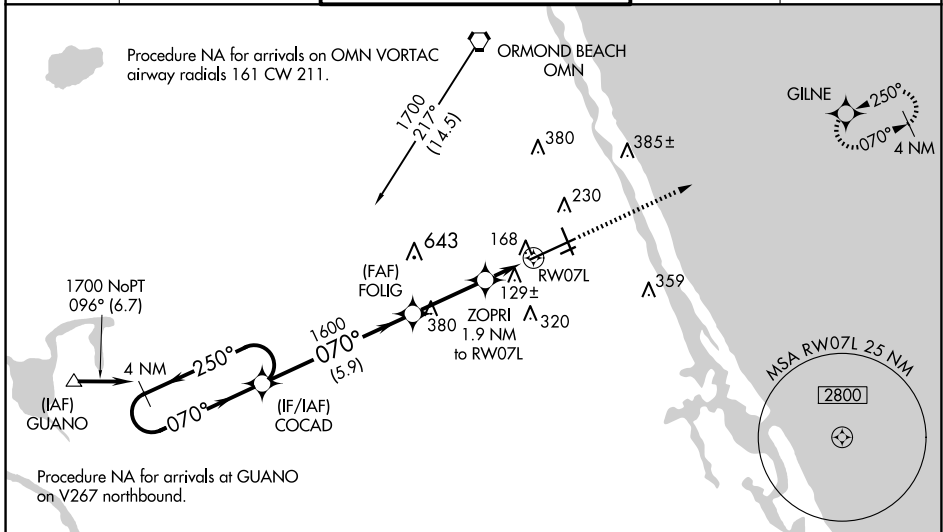 Procedure NA for arrivals on OMN VORTAC
airway radials 161 CW 211.
ORMOND BEACH
OMN
1700
217°
(14.5)
GILNE
250°
070°
4 NM
380
385±
230
643
168
(FAF)
FOLIG
RW07L
1700 NoPT
096° (6.7)
129±
359
ZOPRI
1.9 NM
to RW07L
380
320
1600
070°
(5.9)
4 NM
250°
070°
(IAF)
GUANO
(IF/IAF)
COCAD
MSA RW07L 25 NM
2800
Procedure NA for arrivals at GUANO
on V267 northbound.